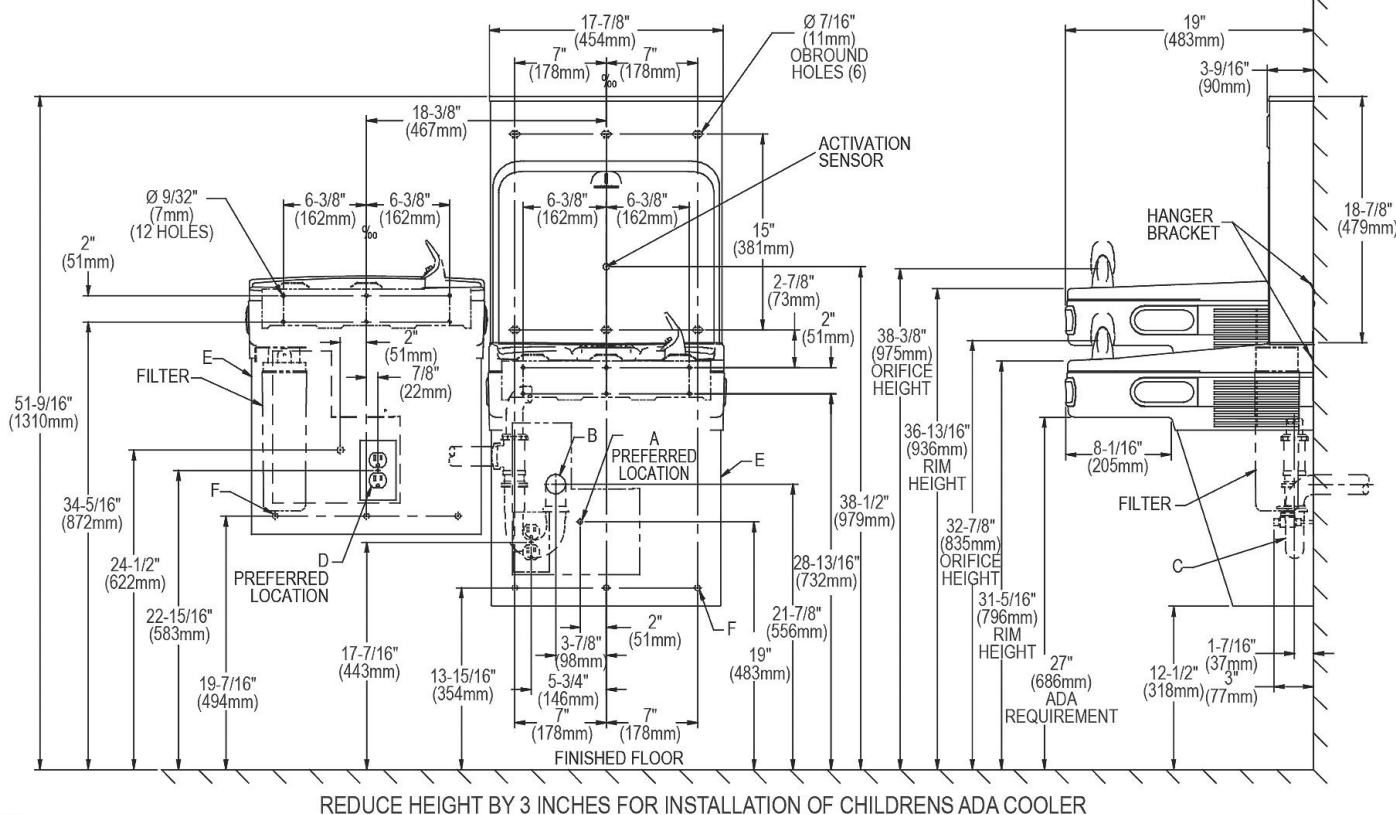 17-7/8"
(454mm)
7"
(178mm)
7"
(178mm)
‰
Ø 7/16"
(11mm)
OBROUND
HOLES (6)
19"
(483mm)
3-9/16"
(90mm)
18-3/8"
(467mm)
ACTIVATION
SENSOR
Ø 9/32"
(7mm)
(12 HOLES)
6-3/8"
(162mm)
6-3/8"
(162mm)
‰
6-3/8"
(162mm)
6-3/8"
(162mm)
15"
(381mm)
HANGER
BRACKET
18-7/8"
(479mm)
2"
(51mm)
2-7/8"
(73mm)
2"
(51mm)
2"
(51mm)
7/8"
(22mm)
E
FILTER
38-3/8"
(975mm)
ORIFICE
HEIGHT
51-9/16"
(1310mm)
36-13/16"
(936mm)
RIM
HEIGHT
8-1/16"
(205mm)
B
A
PREFERRED
LOCATION
E
F
34-5/16"
(872mm)
38-1/2"
(979mm)
FILTER
32-7/8"
(835mm)
ORIFICE
HEIGHT
24-1/2"
(622mm)
D
PREFERRED
LOCATION
28-13/16"
(732mm)
C
31-5/16"
(796mm)
RIM
HEIGHT
22-15/16"
(583mm)
21-7/8"
(556mm)
F
2"
(51mm)
3-7/8"
(98mm)
17-7/16"
(443mm)
19"
(483mm)
1-7/16"
(37mm)
3"
(77mm)
19-7/16"
(494mm)
13-15/16"
(354mm)
5-3/4"
(146mm)
27"
(686mm)
ADA
REQUIREMENT
12-1/2"
(318mm)
7"
(178mm)
7"
(178mm)
FINISHED FLOOR
REDUCE HEIGHT BY 3 INCHES FOR INSTALLATION OF CHILDRENS ADA COOLER